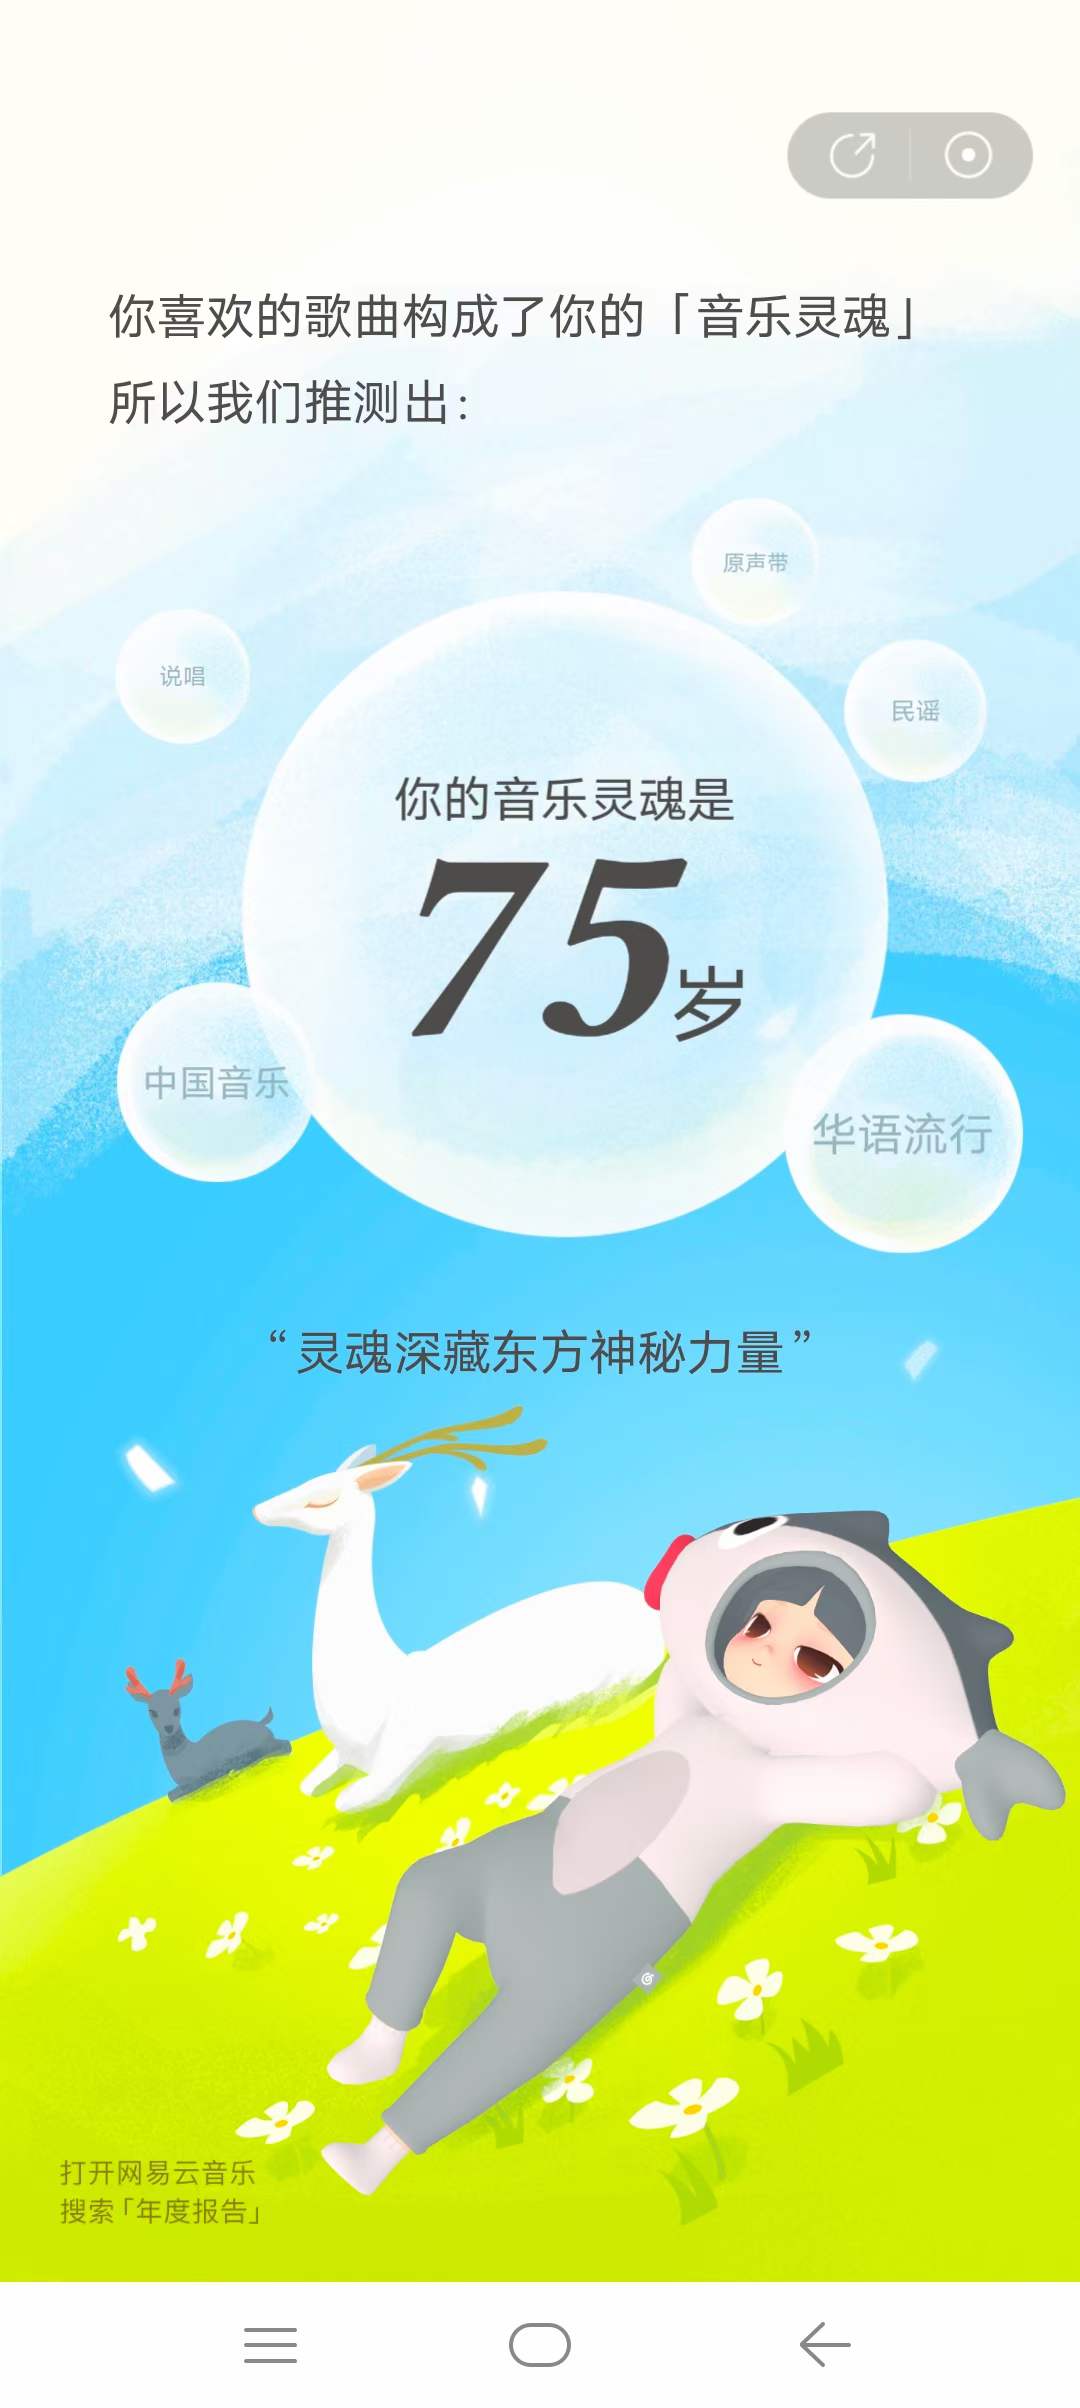 你喜欢的歌曲构成了你的「音乐灵魂」
所以我们推测出：
原声带
说唱
民谣
你的音乐灵魂是
75岁
中国音乐
华语流行
“灵魂深藏东方神秘力量”
打开网易云音乐
搜索「年度报告」